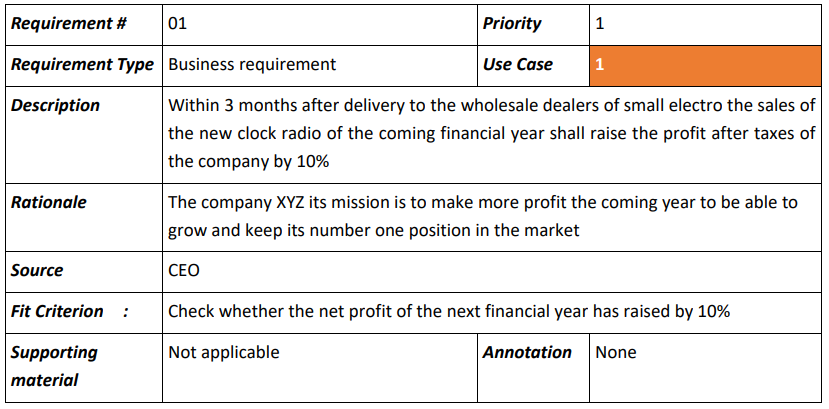 Requirement # 01 Priority 1
Requirement Type Business requirement Use Case 1
Description Within 3 months after delivery to the wholesale dealers of small electro the sales of
the new clock radio of the coming financial year shall raise the profit after taxes of
the company by 10%
Rationale The company XYZ its mission is to make more profit the coming year to be able to
grow and keep its number one position in the market
Source CEO
Fit Criterion : Check whether the net profit of the next financial year has raised by 10%
Supporting Not applicable Annotation None
material